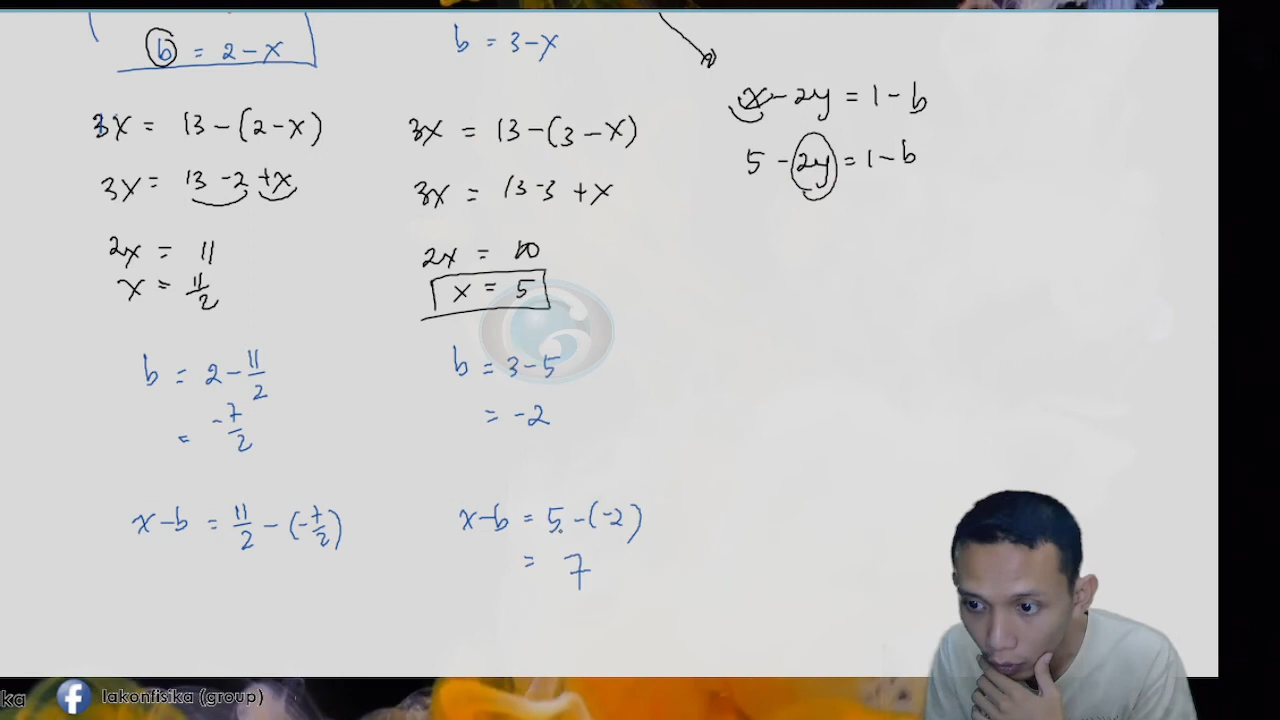 b = 2 - x
3x = 13 - (2 - x)
3x = 13 - 2 + x
2x = 11
x = 11/2
b = 2 - 11/2
= -7/2
x - b = 11/2 - (-7/2)
b = 3 - x
3x = 13 - (3 - x)
3x = 13 - 3 + x
2x = 10
x = 5
b = 3 - 5
= -2
x - b = 5 - (-2)
= 7
x - 2y = 1 - b
5 - 2y = 1 - b
ka
lakonfisika (group)